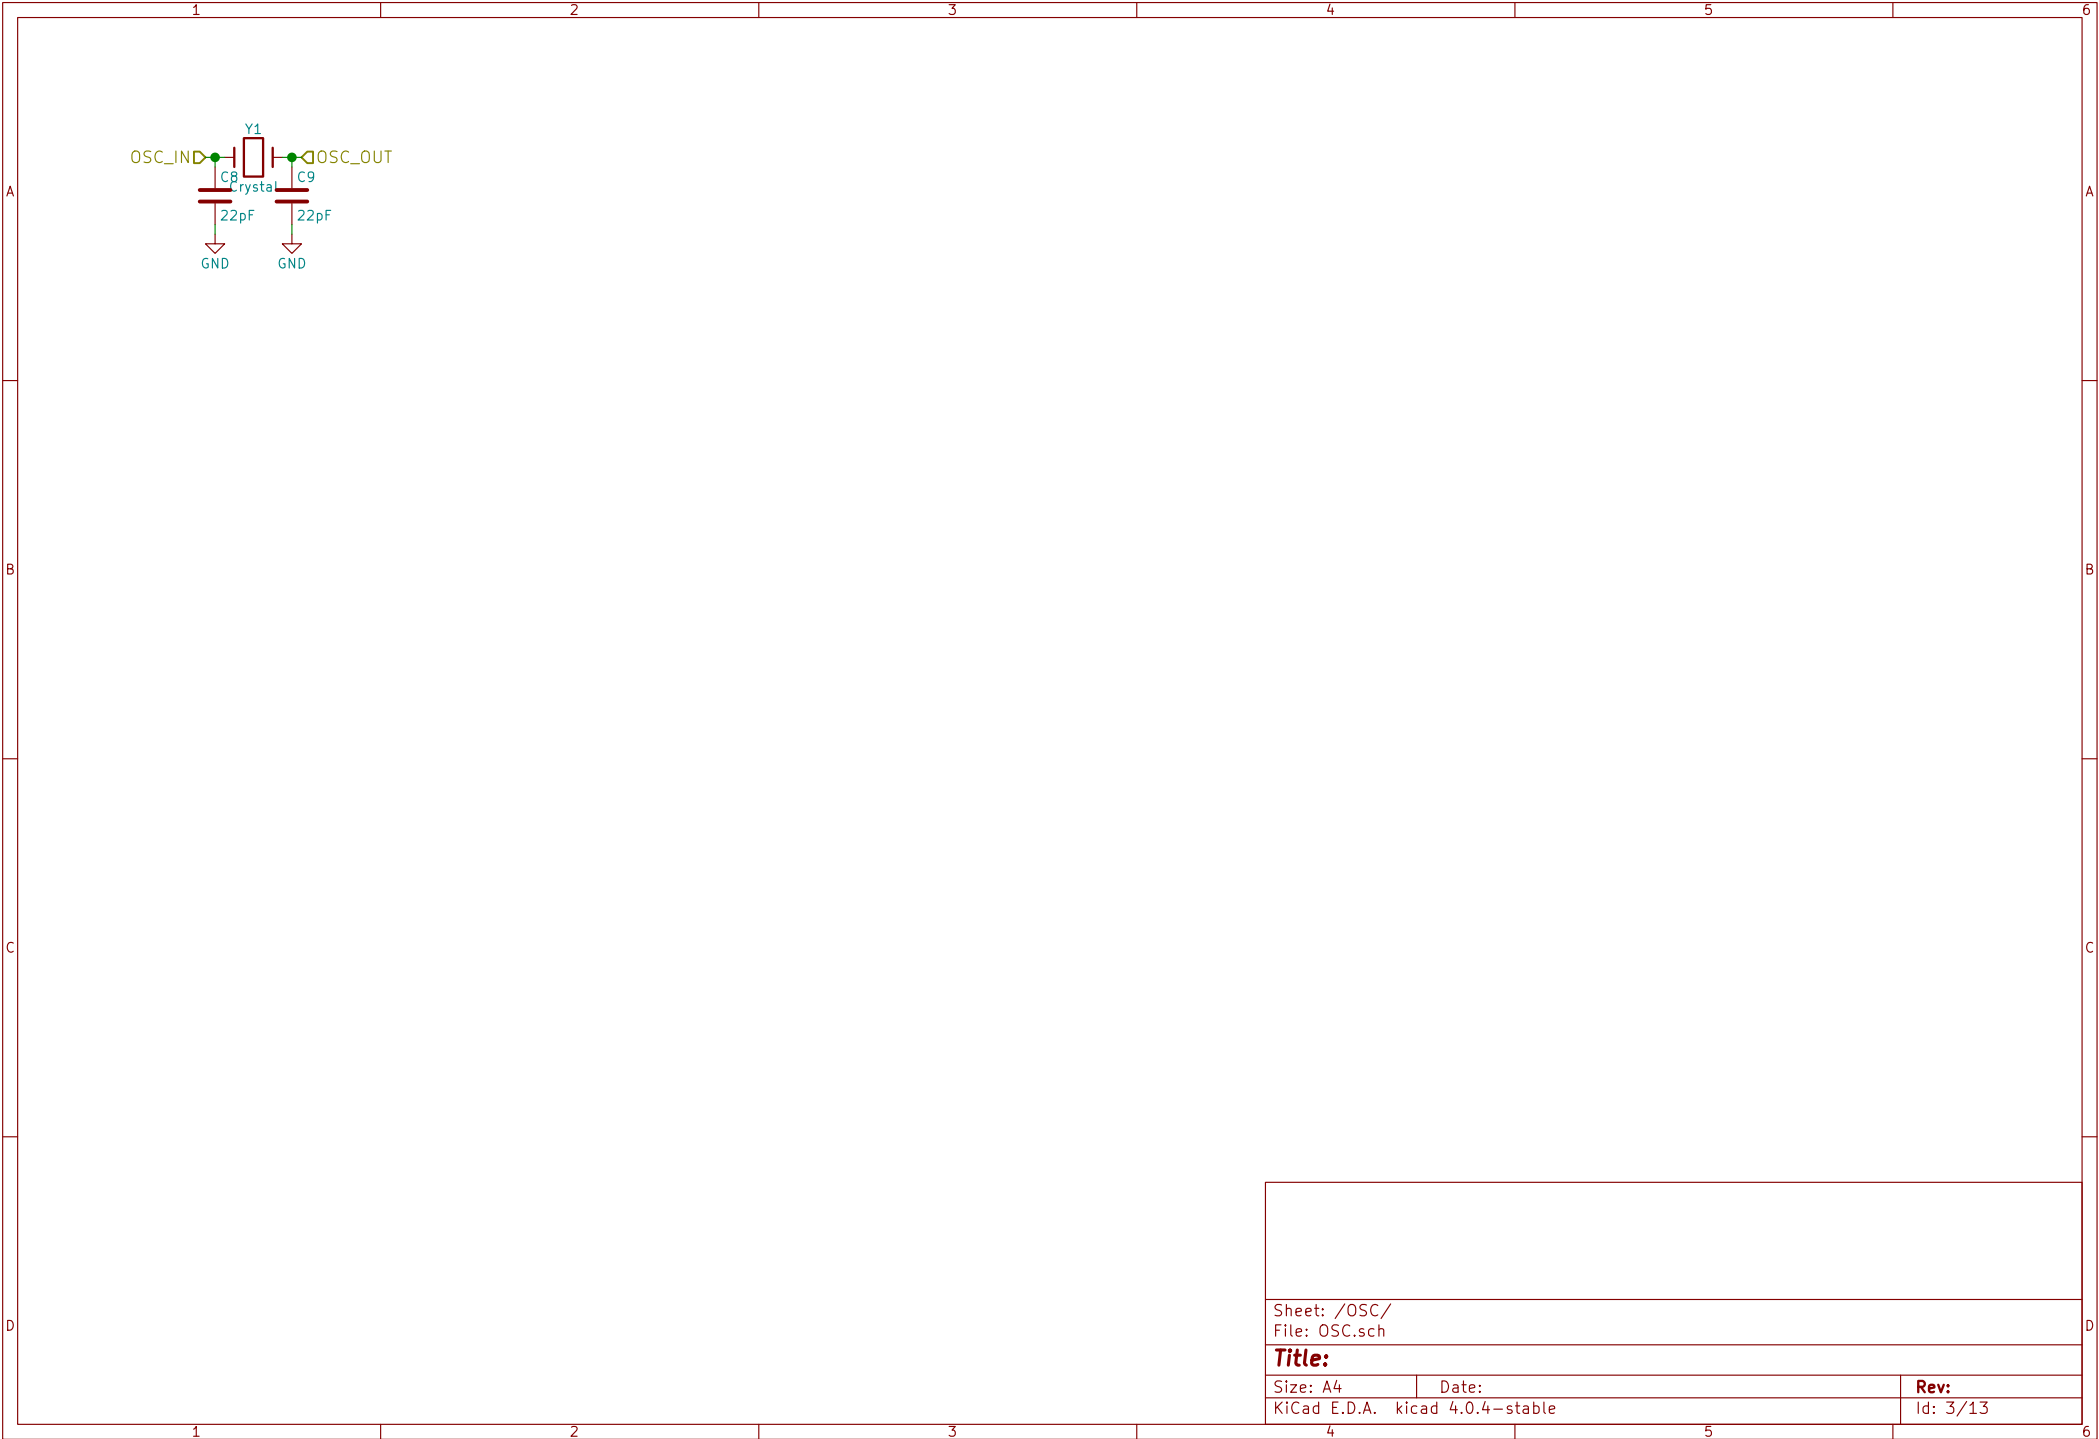 1 2 3 4 5 6
Y1
OSC_IN OSC_OUT
C8 C9
Crystal
22pF 22pF
GND GND
A A
B B
C C
D D
Sheet: /OSC/
File: OSC.sch
Title:
Size: A4 Date: Rev:
KiCad E.D.A. kicad 4.0.4-stable Id: 3/13
1 2 3 4 5 6